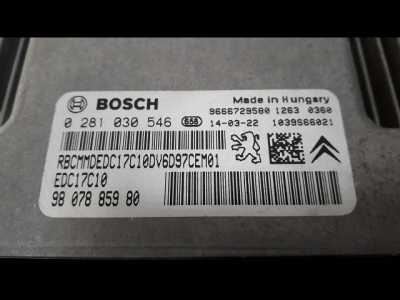 BOSCH
Made in Hungary
9666729580 1263 0360
0 281 030 546 658 14-03-22 1039S66021
RBCMMDEDC17C10DV6D97CEM01
EDC17C10
98 078 859 80